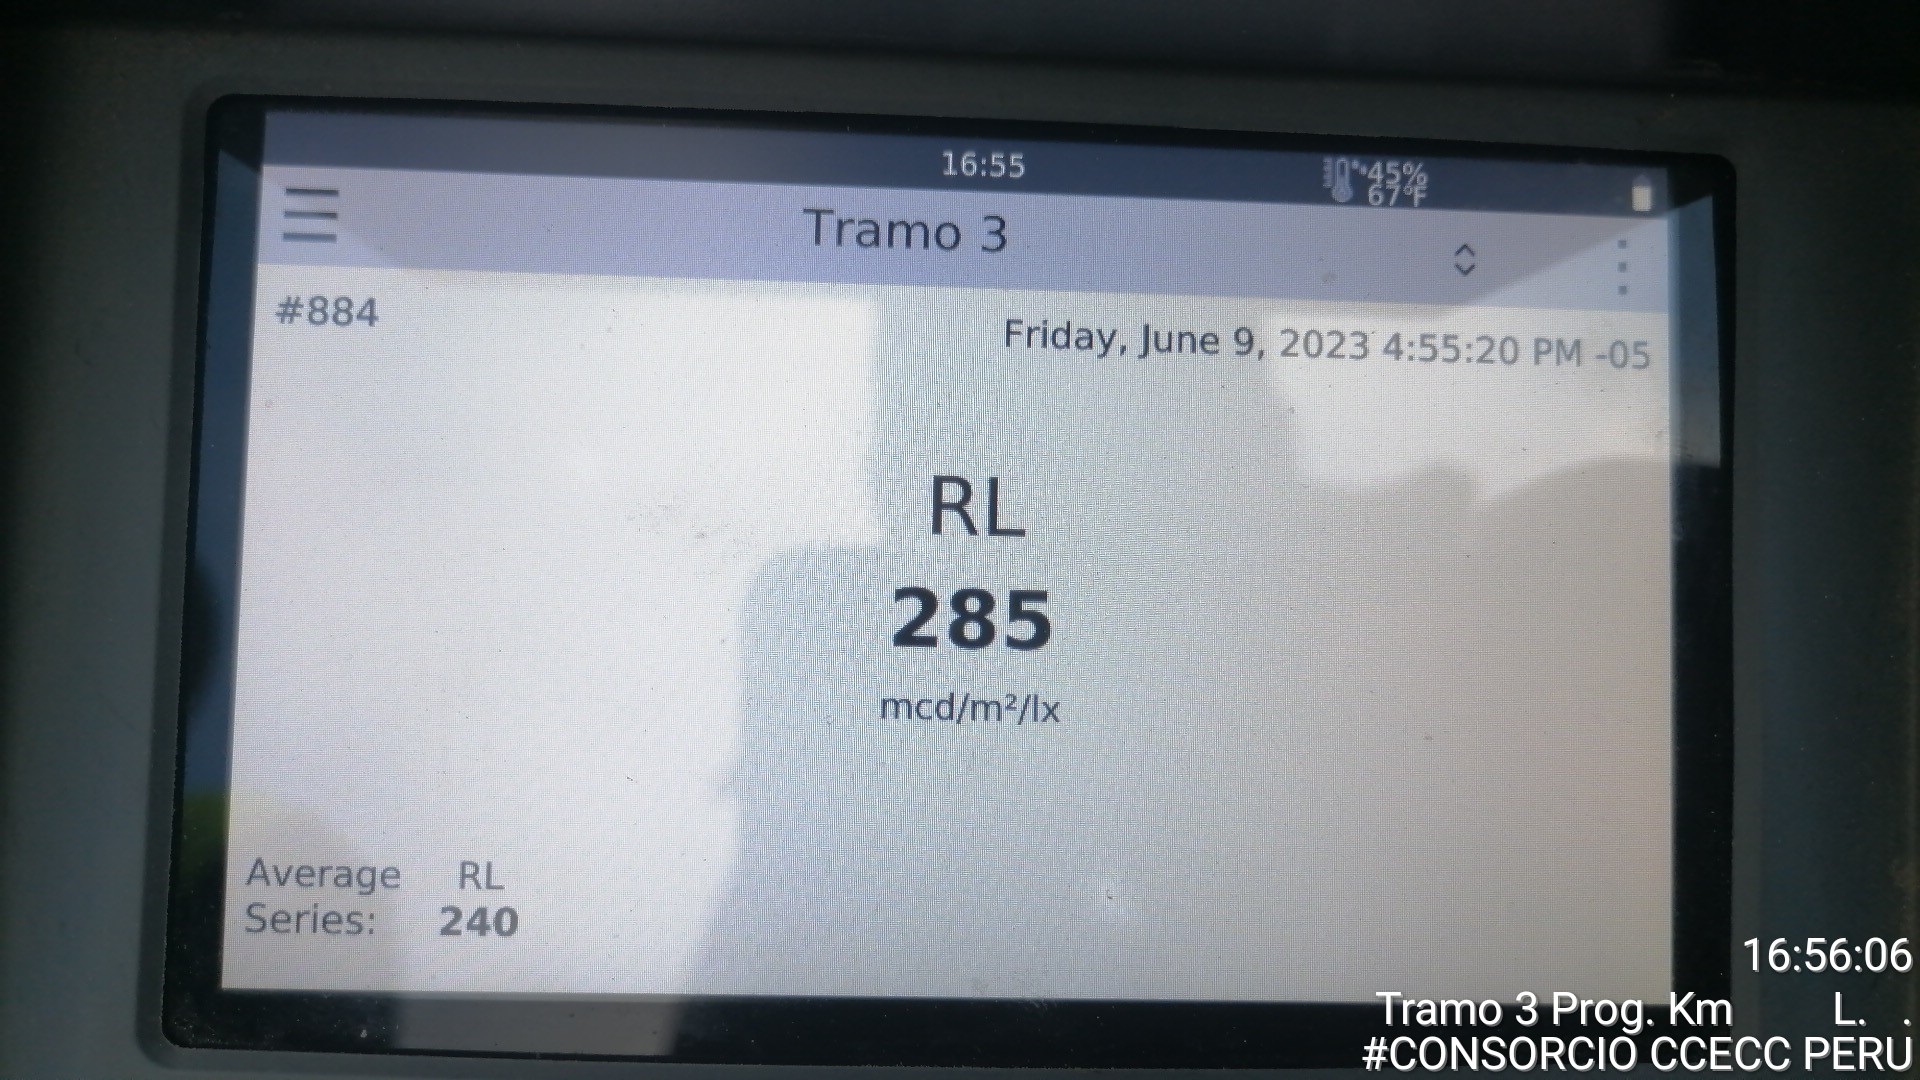 16:55
45%
67°F
Tramo 3
#884
Friday, June 9, 2023 4:55:20 PM -05
RL
285
mcd/m²/lx
Average RL
Series: 240
16:56:06
Tramo 3 Prog. Km L. .
#CONSORCIO CCECC PERU